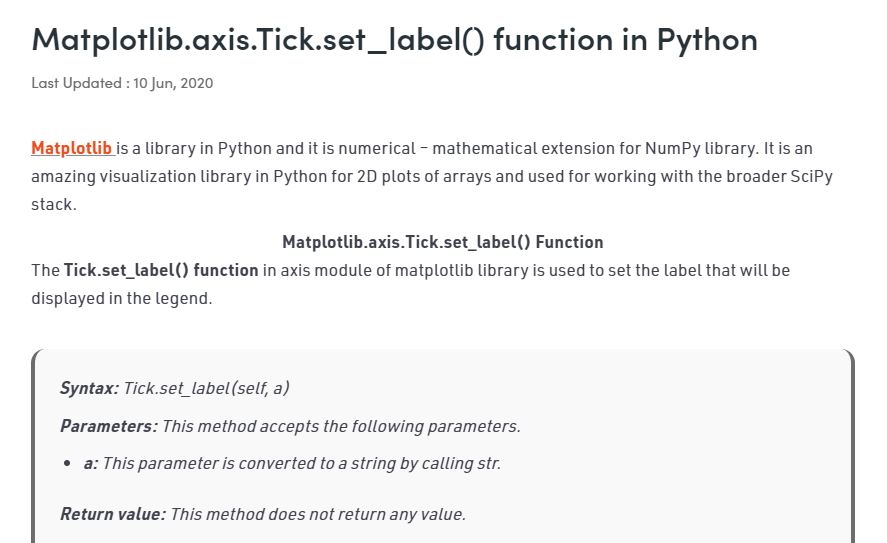 Matplotlib.axis.Tick.set_label() function in Python
Last Updated : 10 Jun, 2020
Matplotlib is a library in Python and it is numerical – mathematical extension for NumPy library. It is an
amazing visualization library in Python for 2D plots of arrays and used for working with the broader SciPy
stack.
Matplotlib.axis.Tick.set_label() Function
The Tick.set_label() function in axis module of matplotlib library is used to set the label that will be
displayed in the legend.
Syntax: Tick.set_label(self, a)
Parameters: This method accepts the following parameters.
• a: This parameter is converted to a string by calling str.
Return value: This method does not return any value.